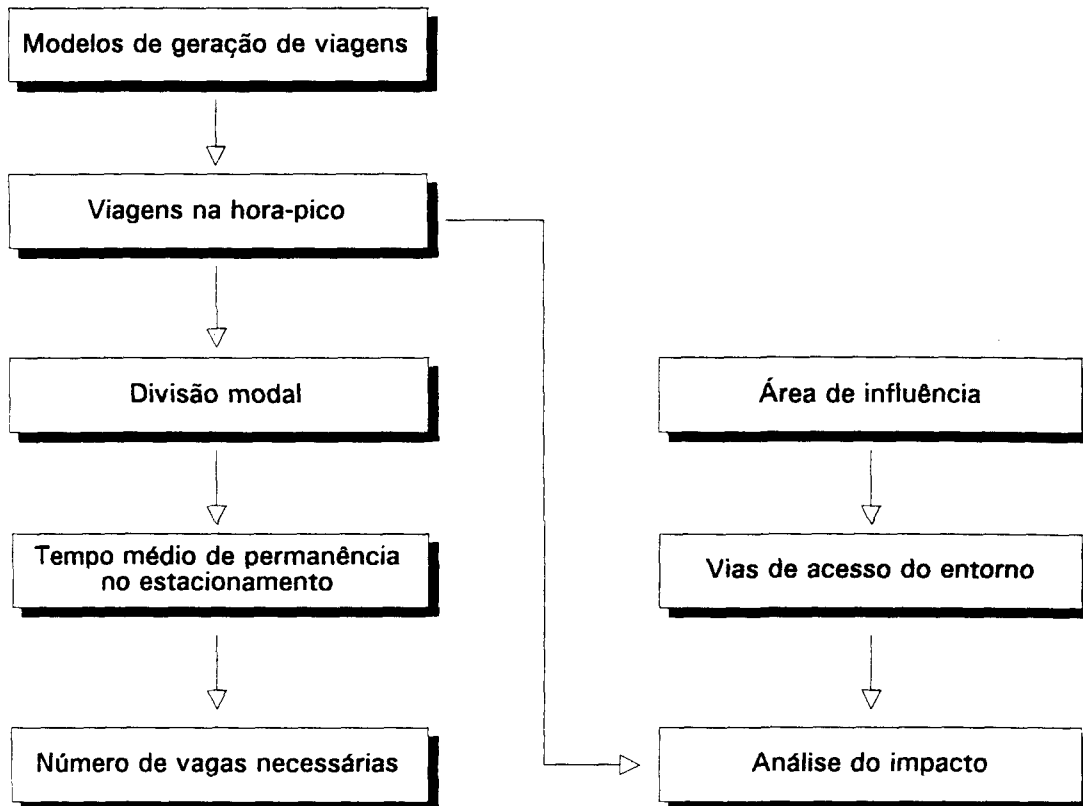 Modelos de geração de viagens
Viagens na hora-pico
Divisão modal
Tempo médio de permanência
no estacionamento
Número de vagas necessárias
Área de influência
Vias de acesso do entorno
Análise do impacto